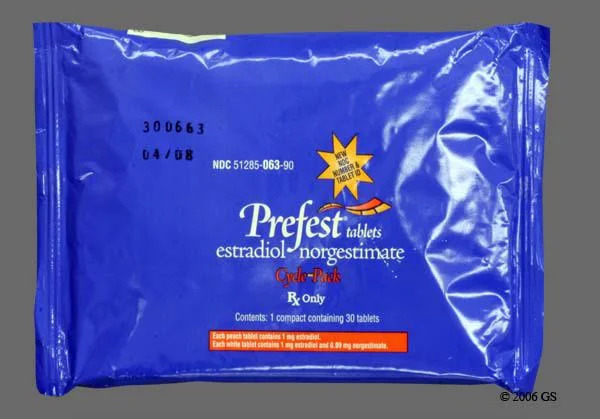 300663
04/08
NDC 51285-063-90
NEW
NDC
NUMBER &
TABLET ID
Prefest® tablets
estradiol norgestimate
Cycle-Pack
Rx Only
Contents: 1 compact containing 30 tablets
Each peach tablet contains 1 mg estradiol.
Each white tablet contains 1 mg estradiol and 0.09 mg norgestimate.
© 2006 GS